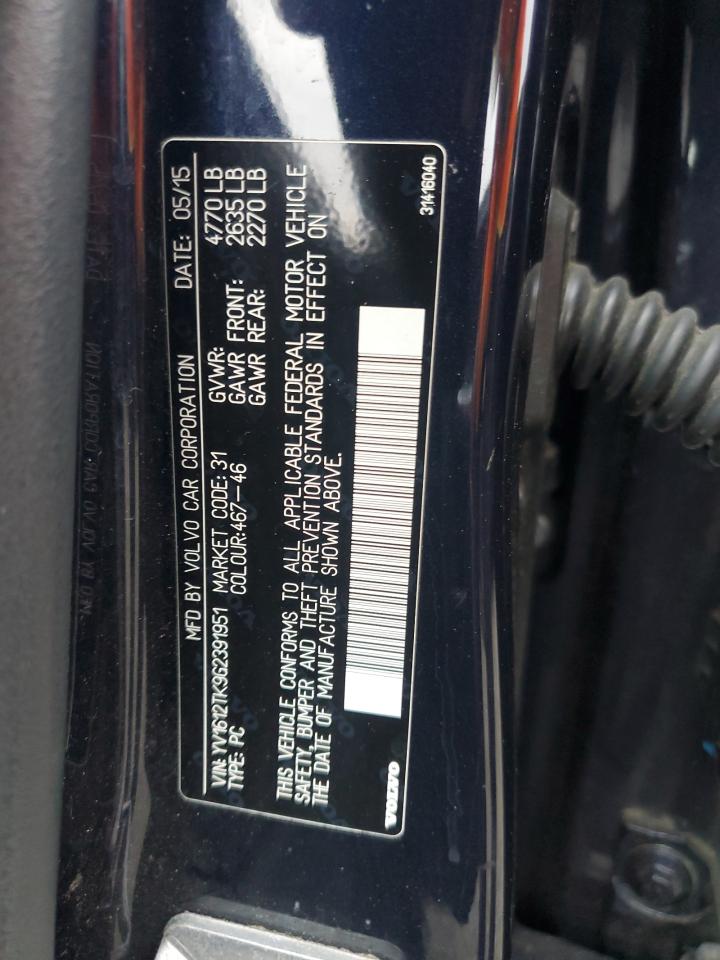 MFD BY VOLVO CAR CORPORATION DATE: 05/15
VIN: YV1612TK9G2391951 MARKET CODE: 31 GVWR: 4770 LB
TYPE: PC COLOUR:467-46 GAWR FRONT: 2635 LB
GAWR REAR: 2270 LB
THIS VEHICLE CONFORMS TO ALL APPLICABLE FEDERAL MOTOR VEHICLE
SAFETY, BUMPER AND THEFT PREVENTION STANDARDS IN EFFECT ON
THE DATE OF MANUFACTURE SHOWN ABOVE.
VOLVO
31416040